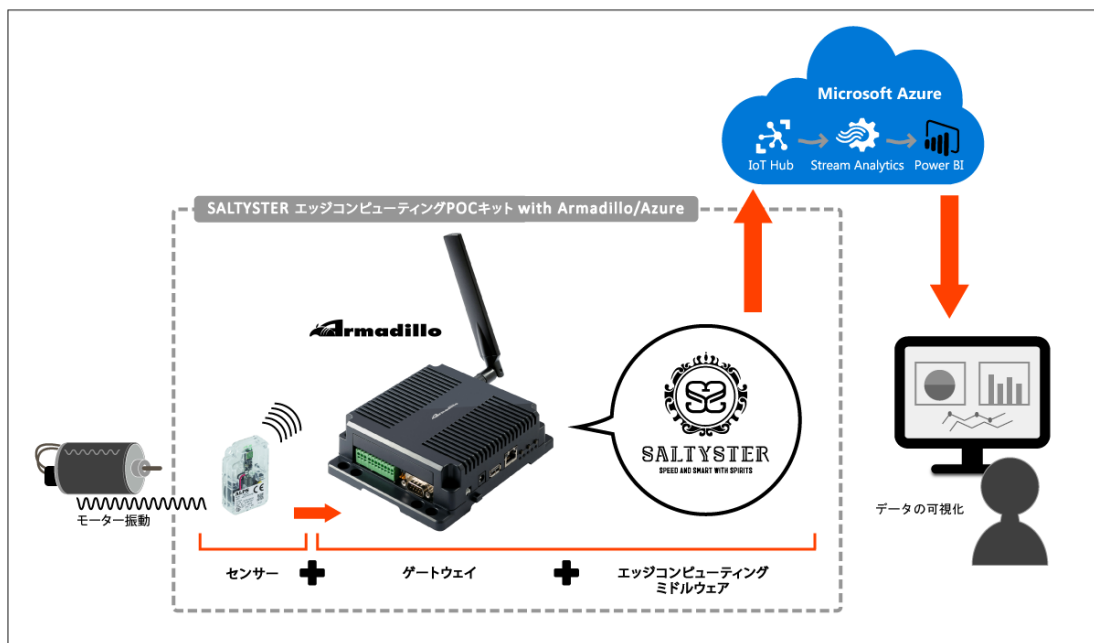 Microsoft Azure
IoT Hub
Stream Analytics
Power BI
SALTYSTER エッジコンピューティングPOCキット with Armadillo/Azure
Armadillo
Armadillo
SALTYSTER
SPEED AND SMART WITH SPIRITS
ALPS
CE
モーター振動
データの可視化
センサー
ゲートウェイ
エッジコンピューティング
ミドルウェア